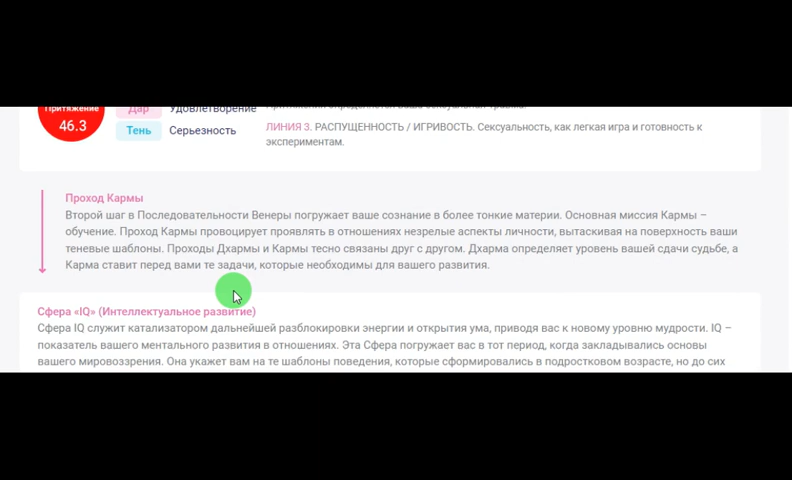 Притяжение
46.3
Дар Удовлетворение
Тень Серьезность
ЛИНИЯ 3. РАСПУЩЕННОСТЬ / ИГРИВОСТЬ. Сексуальность, как легкая игра и готовность к
экспериментам.
Проход Кармы
Второй шаг в Последовательности Венеры погружает ваше сознание в более тонкие материи. Основная миссия Кармы –
обучение. Проход Кармы провоцирует проявлять в отношениях незрелые аспекты личности, вытаскивая на поверхность ваши
теневые шаблоны. Проходы Дхармы и Кармы тесно связаны друг с другом. Дхарма определяет уровень вашей сдачи судьбе, а
Карма ставит перед вами те задачи, которые необходимы для вашего развития.
Сфера «IQ» (Интеллектуальное развитие)
Сфера IQ служит катализатором дальнейшей разблокировки энергии и открытия ума, приводя вас к новому уровню мудрости. IQ –
показатель вашего ментального развития в отношениях. Эта Сфера погружает вас в тот период, когда закладывались основы
вашего мировоззрения. Она укажет вам на те шаблоны поведения, которые сформировались в подростковом возрасте, но до сих